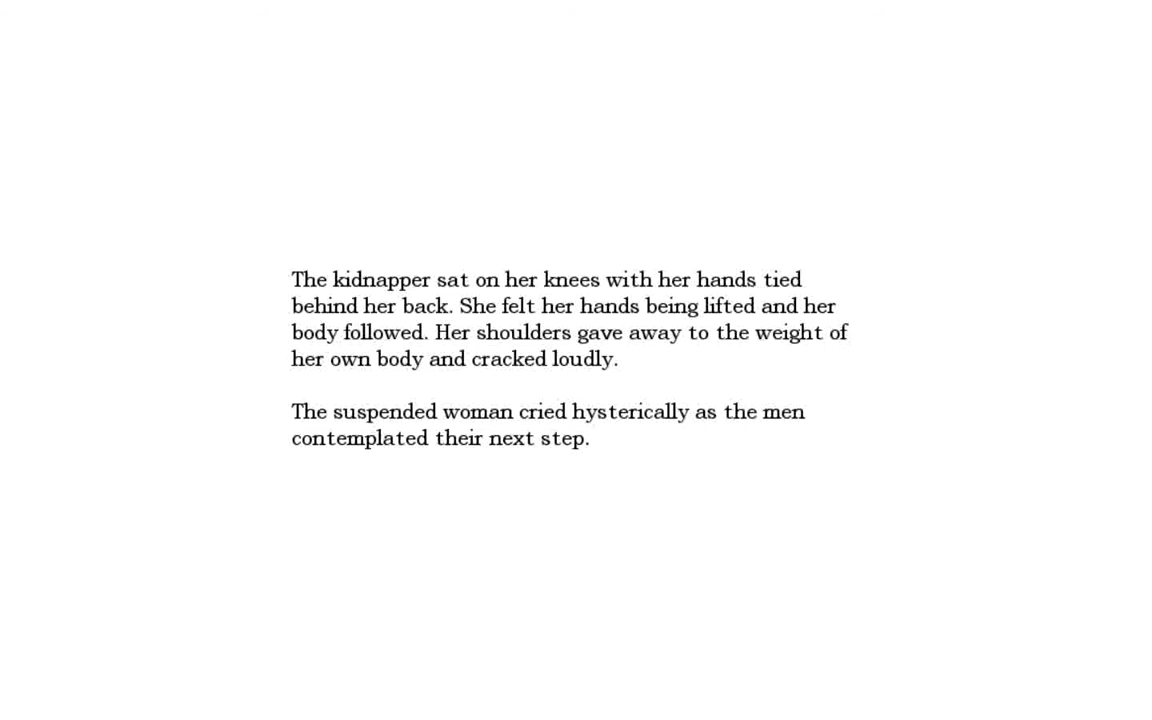 The kidnapper sat on her knees with her hands tied
behind her back. She felt her hands being lifted and her
body followed. Her shoulders gave away to the weight of
her own body and cracked loudly.
The suspended woman cried hysterically as the men
contemplated their next step.